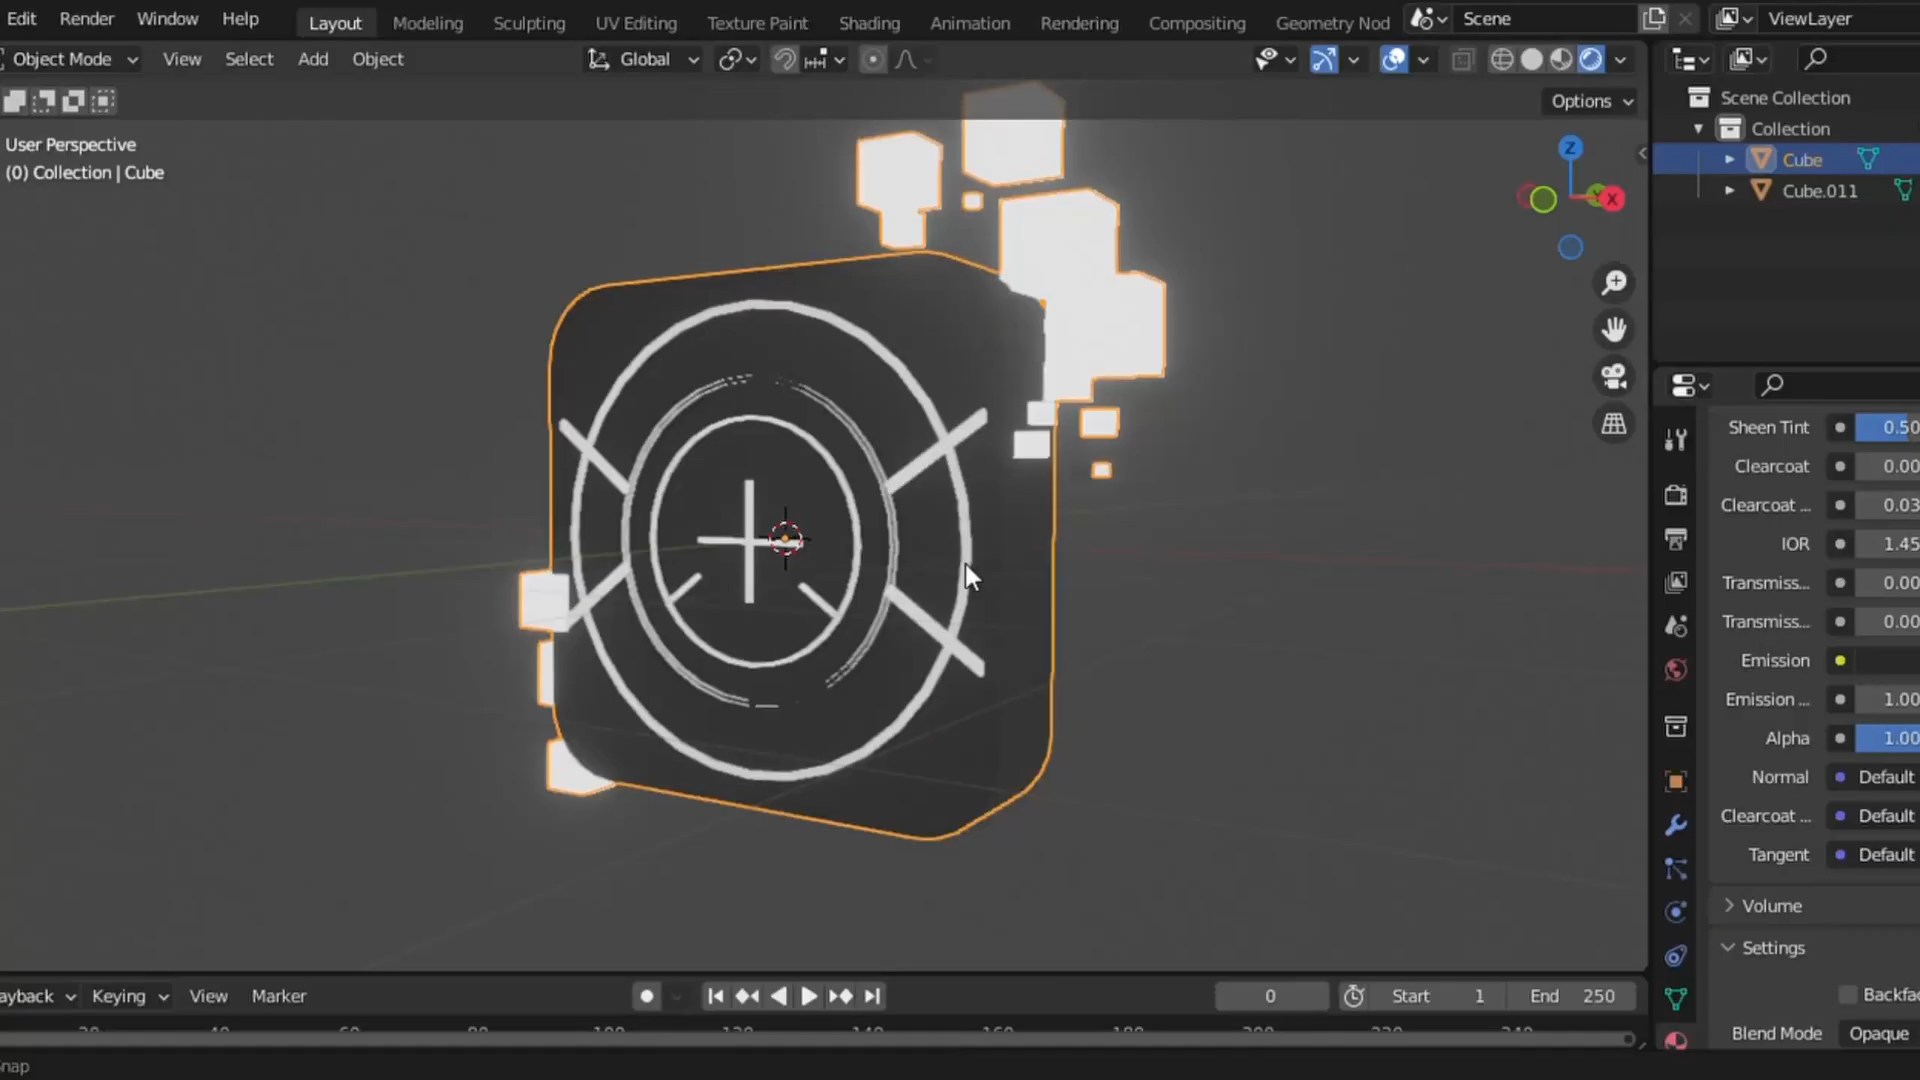 Edit Render Window Help Layout Modeling Sculpting UV Editing Texture Paint Shading Animation Rendering Compositing Geometry Nod Scene ViewLayer
Object Mode View Select Add Object Global
Options
User Perspective
(0) Collection | Cube
Z
X
Scene Collection
Collection
Cube
Cube.011
Sheen Tint 0.50
Clearcoat 0.00
Clearcoat ... 0.03
IOR 1.45
Transmiss... 0.00
Transmiss... 0.00
Emission
Emission ... 1.00
Alpha 1.00
Normal Default
Clearcoat ... Default
Tangent Default
Volume
Settings
Backfa
Blend Mode Opaque
ayback Keying View Marker 0 Start 1 End 250
nap